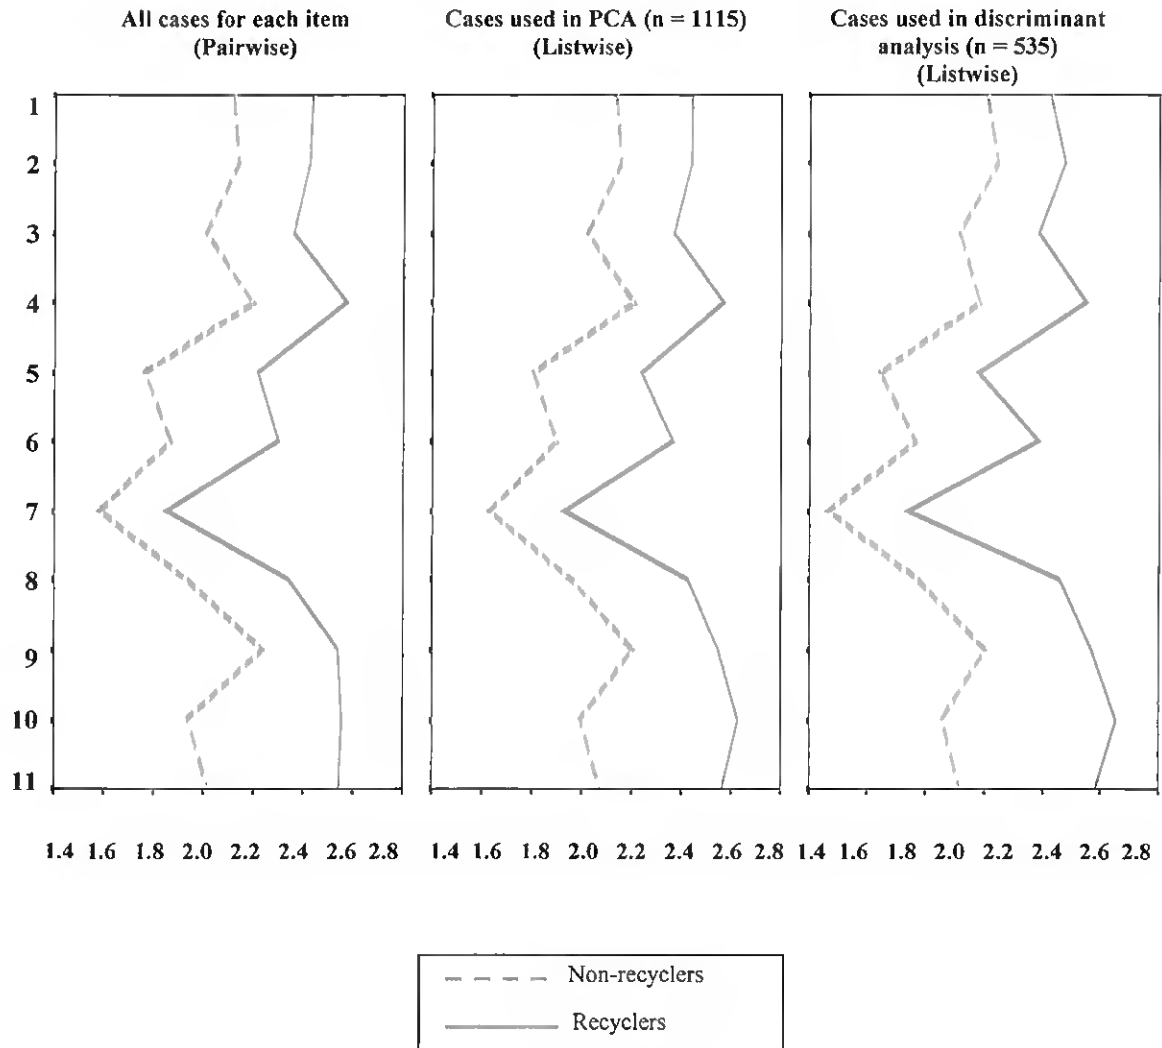 All cases for each item
(Pairwise)
Cases used in PCA (n = 1115)
(Listwise)
Cases used in discriminant
analysis (n = 535)
(Listwise)
1
2
3
4
5
6
7
8
9
10
11
1.4 1.6 1.8 2.0 2.2 2.4 2.6 2.8
1.4 1.6 1.8 2.0 2.2 2.4 2.6 2.8
1.4 1.6 1.8 2.0 2.2 2.4 2.6 2.8
Non-recyclers
Recyclers